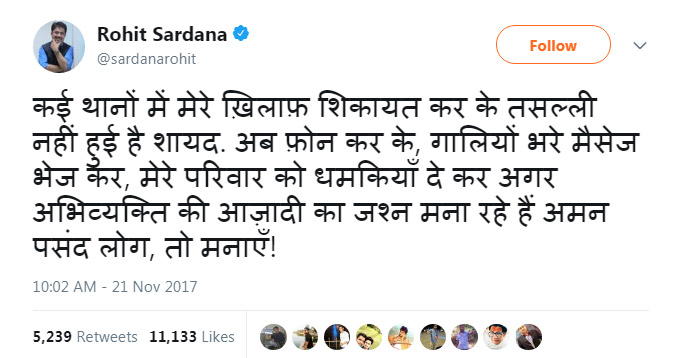 Rohit Sardana
@sardanarohit
Follow
कई थानों में मेरे ख़िलाफ़ शिकायत कर के तसल्ली
नहीं हुई है शायद. अब फ़ोन कर के, गालियों भरे मैसेज
भेज कर, मेरे परिवार को धमकियाँ दे कर अगर
अभिव्यक्ति की आज़ादी का जश्न मना रहे हैं अमन
पसंद लोग, तो मनाएँ!
10:02 AM - 21 Nov 2017
5,239 Retweets 11,133 Likes